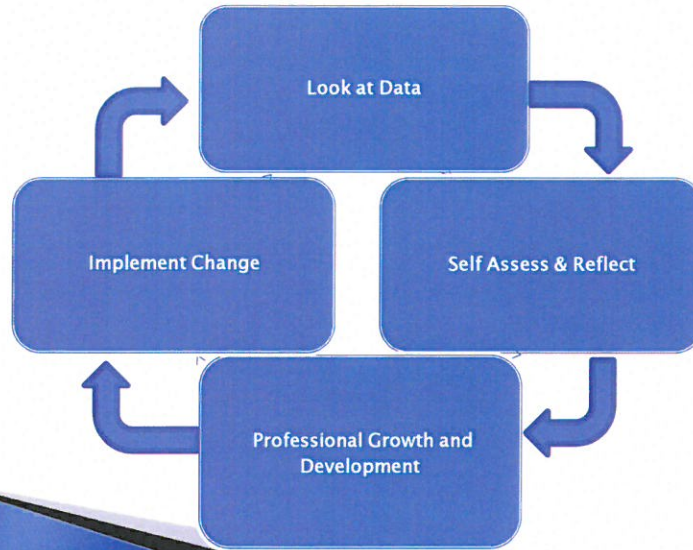 Look at Data
Implement Change
Self Assess & Reflect
Professional Growth and
Development